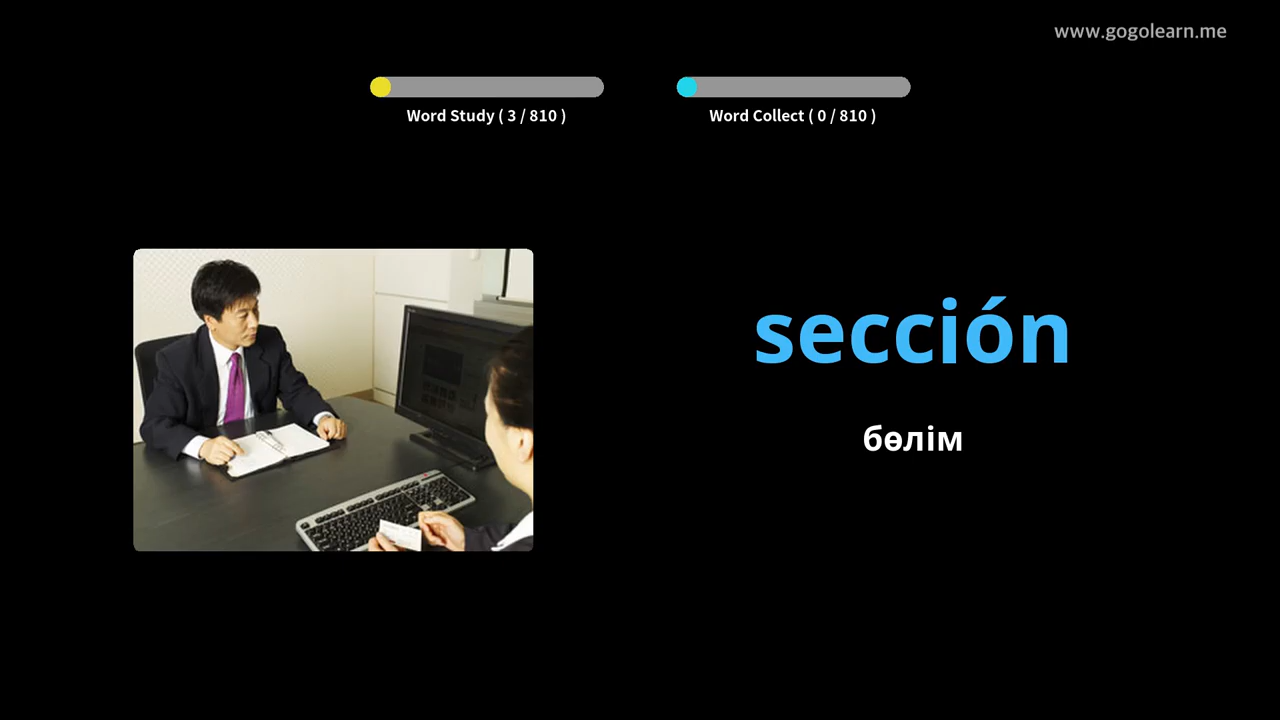 www.gogolearn.me
Word Study ( 3 / 810 )
Word Collect ( 0 / 810 )
sección
бөлім